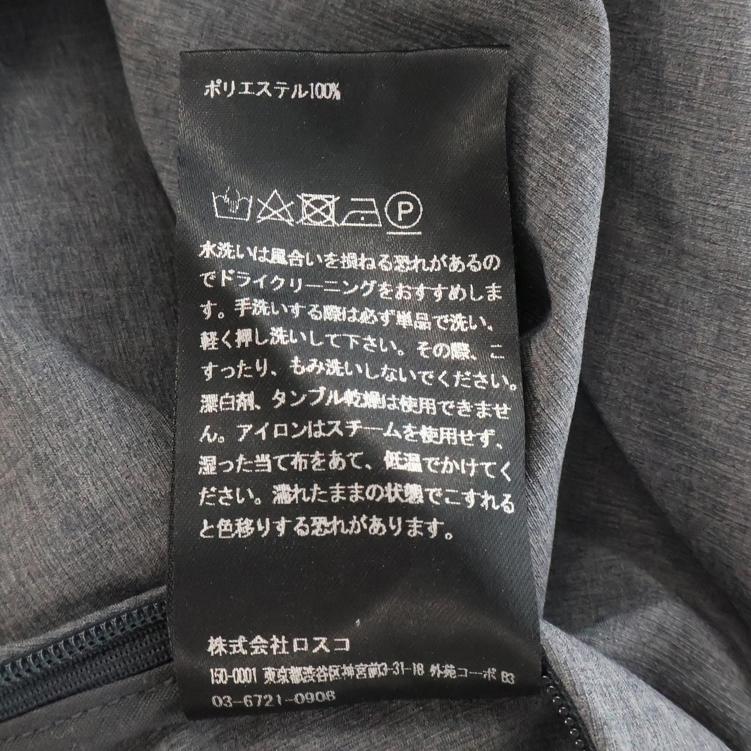 ポリエステル100%
P
水洗いは風合いを損ねる恐れがあるの
でドライクリーニングをおすすめしま
す。手洗いする際は必ず単品で洗い、
軽く押し洗いして下さい。その際、こ
すったり、もみ洗いしないでください。
漂白剤、タンブル乾燥は使用できませ
ん。アイロンはスチームを使用せず、
湿った当て布をあて、低温でかけてく
ださい。濡れたままの状態でこすれる
と色移りする恐れがあります。
株式会社ロスコ
150-0001 東京都渋谷区神宮前3-31-18 外苑コーポ B3
03-6721-0906